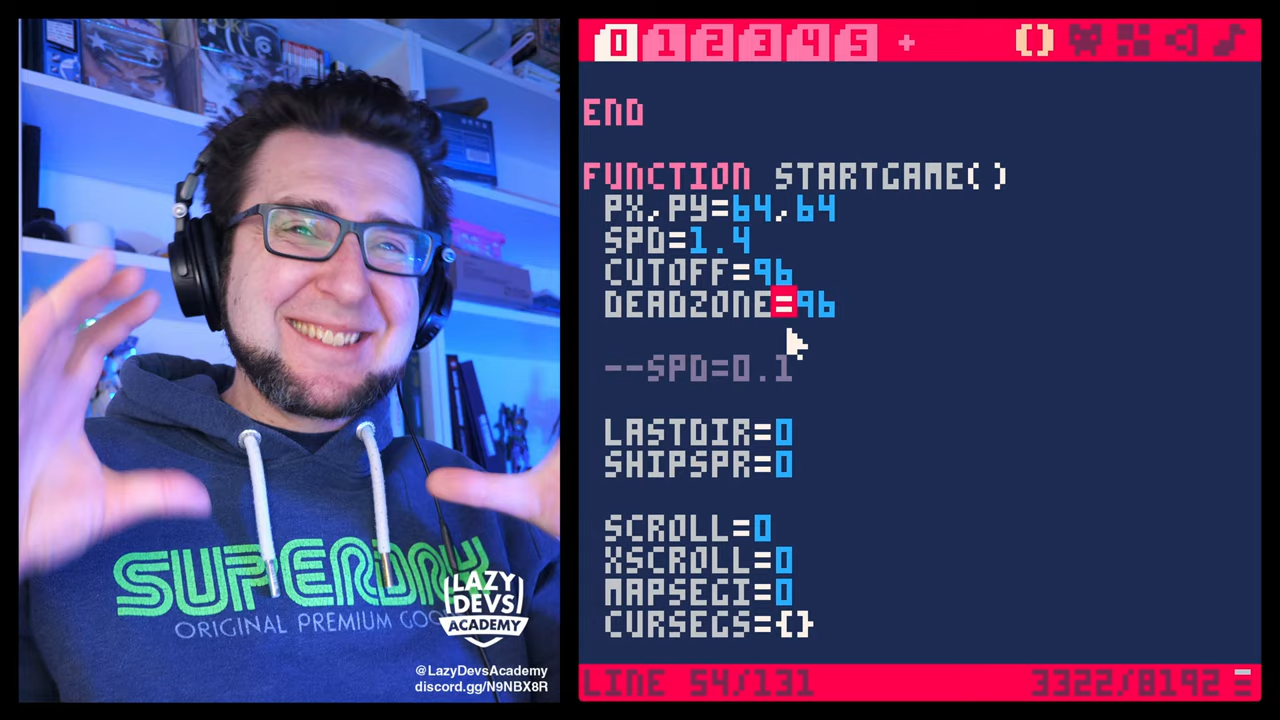 SUPERDRY
ORIGINAL PREMIUM GOO
LAZY
DEVS
ACADEMY
@LazyDevsAcademy
discord.gg/N9NBX8R
0 1 2 3 4 5 +
END
FUNCTION STARTGAME()
PX,PY=64,64
SPD=1.4
CUTOFF=96
DEADZONE=96
--SPD=0.1
LASTDIR=0
SHIPSPR=0
SCROLL=0
XSCROLL=0
MAPSEGI=0
CURSEGS={}
LINE 54/131
3322/8192